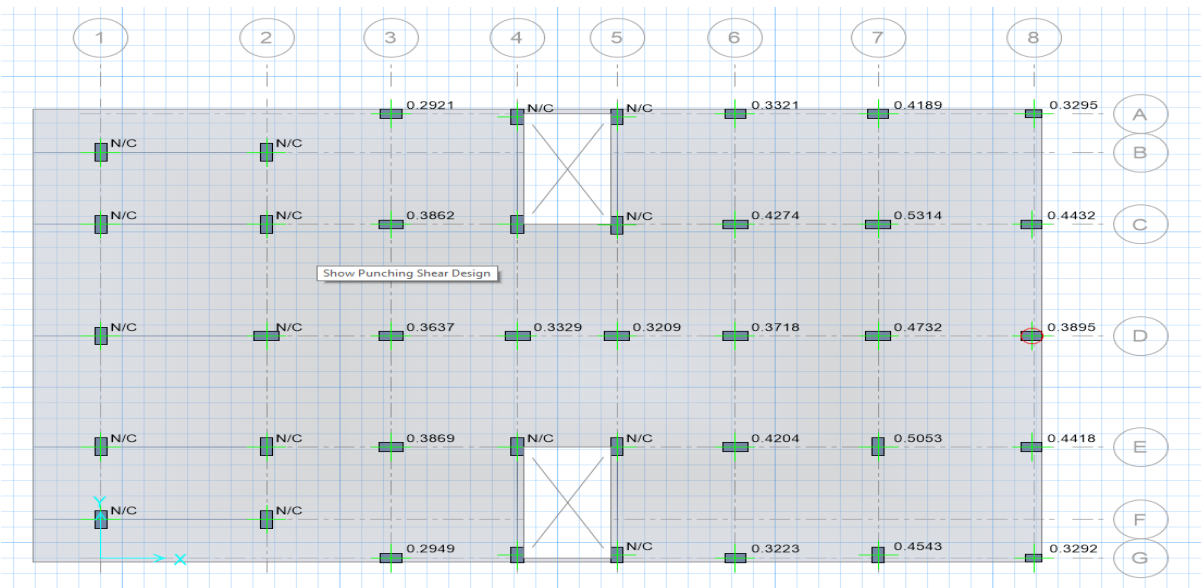 1 2 3 4 5 6 7 8
0.2921 N/C N/C 0.3321 0.4189 0.3295 A
N/C N/C B
N/C N/C 0.3862 N/C 0.4274 0.5314 0.4432 C
Show Punching Shear Design
N/C N/C 0.3637 0.3329 0.3209 0.3718 0.4732 0.3895 D
N/C N/C 0.3869 N/C N/C 0.4204 0.5053 0.4418 E
N/C N/C F
Y
0.2949 N/C 0.3223 0.4543 0.3292 G
X